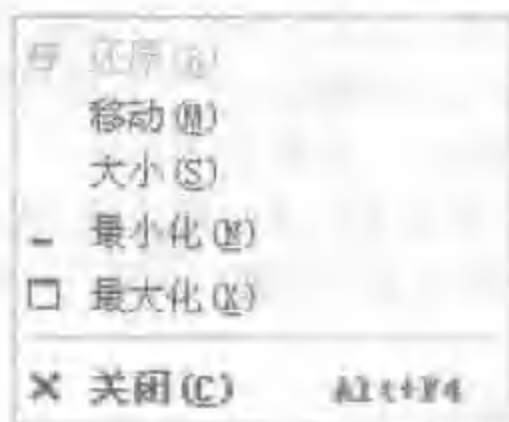 还原(R)
移动(M)
大小(S)
最小化(N)
最大化(X)
关闭(C) Alt+F4